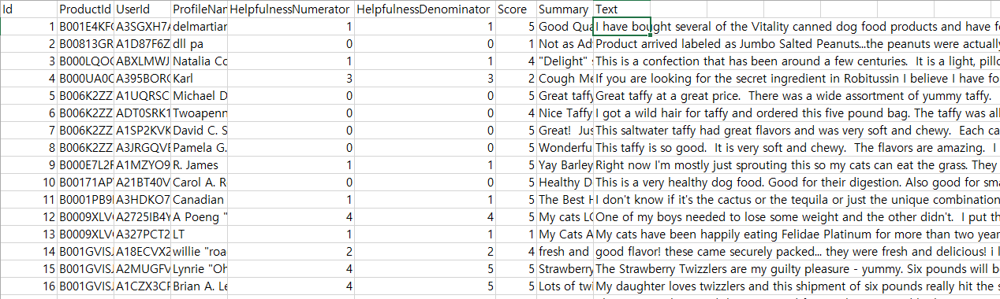 Id ProductId UserId ProfileNar HelpfulnessNumerator HelpfulnessDenominator Score Summary Text
1 B001E4KF A3SGXH7 delmartian 1 1 5 Good Qua I have bought several of the Vitality canned dog food products and have f
2 B00813GR A1D87F6Z dll pa 0 0 1 Not as Ad Product arrived labeled as Jumbo Salted Peanuts...the peanuts were actually
3 B000LQO ABXLMWJ Natalia Co 1 1 4 "Delight" This is a confection that has been around a few centuries. It is a light, pill
4 B000UA0 A395BOR Karl 3 3 2 Cough Me If you are looking for the secret ingredient in Robitussin I believe I have fo
5 B006K2ZZ A1UQRSC Michael D 0 0 5 Great taffy Great taffy at a great price. There was a wide assortment of yummy taffy.
6 B006K2ZZ ADT0SRK1 Twoapenn 0 0 4 Nice Taffy I got a wild hair for taffy and ordered this five pound bag. The taffy was all
7 B006K2ZZ A1SP2KVK David C. S 0 0 5 Great! Jus This saltwater taffy had great flavors and was very soft and chewy. Each ca
8 B006K2ZZ A3JRGQVE Pamela G. 0 0 5 Wonderfu This taffy is so good. It is very soft and chewy. The flavors are amazing. I
9 B000E7L2 A1MZYO9 R. James 1 1 5 Yay Barley Right now I'm mostly just sprouting this so my cats can eat the grass. They
10 B00171AP A21BT40V Carol A. R 0 0 5 Healthy D This is a very healthy dog food. Good for their digestion. Also good for sma
11 B0001PB9 A3HDKO7 Canadian 1 1 5 The Best H I don't know if it's the cactus or the tequila or just the unique combination
12 B0009XLV A2725IB4Y A Poeng " 4 4 5 My cats LO One of my boys needed to lose some weight and the other didn't. I put th
13 B0009XLV A327PCT2 LT 1 1 1 My Cats A My cats have been happily eating Felidae Platinum for more than two year
14 B001GVISJ A18ECVX2 willie "roa 2 2 4 fresh and good flavor! these came securely packed... they were fresh and delicious! i l
15 B001GVISJ A2MUGFV Lynrie "Oh 4 5 5 Strawberry The Strawberry Twizzlers are my guilty pleasure - yummy. Six pounds will b
16 B001GVISJ A1CZX3CP Brian A. Le 4 5 5 Lots of twi My daughter loves twizzlers and this shipment of six pounds really hit the s